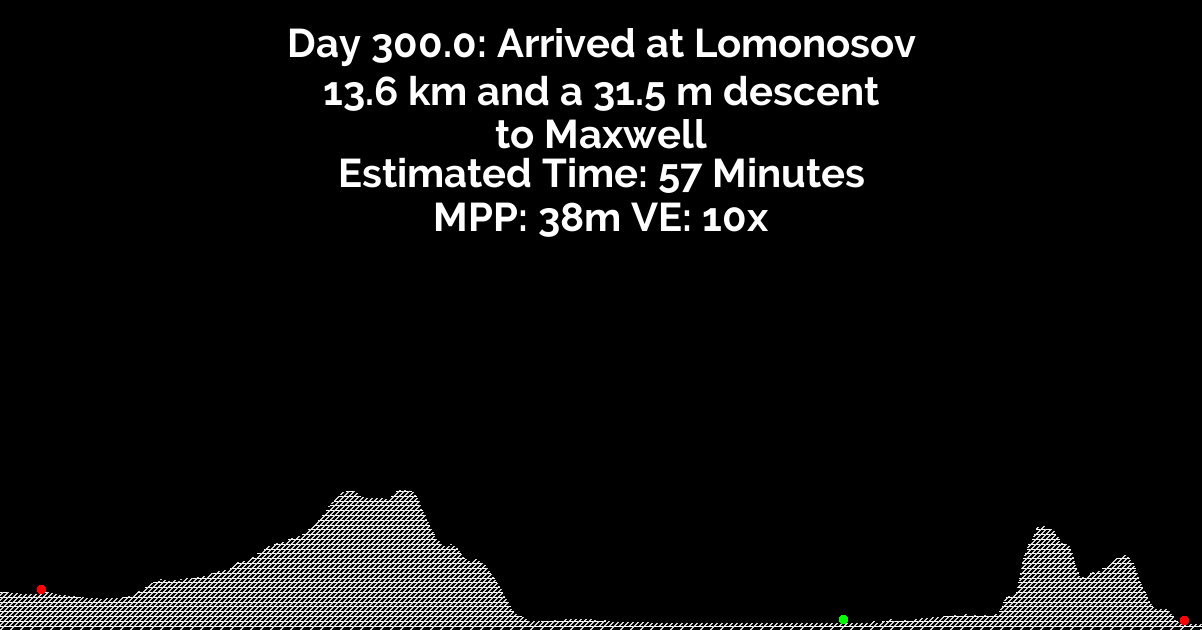 Day 300.0: Arrived at Lomonosov
13.6 km and a 31.5 m descent
to Maxwell
Estimated Time: 57 Minutes
MPP: 38m VE: 10x